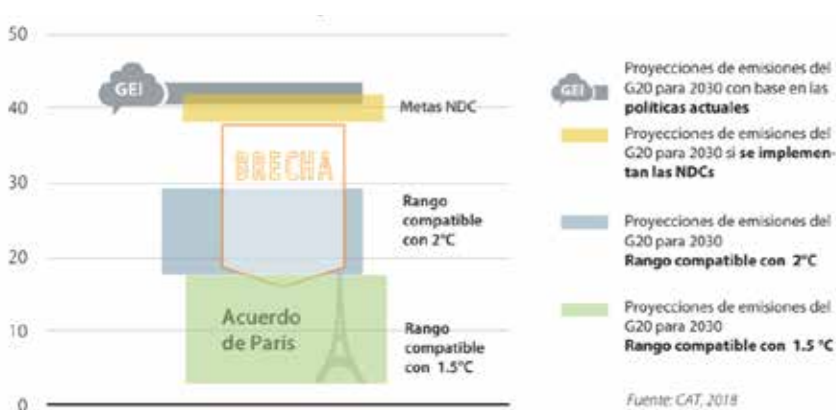 50
40
30
20
10
0
GEI
Metas NDC
BRECHA
Rango
compatible
con 2°C
Acuerdo
de París
Rango
compatible
con 1.5°C
GEI
Proyecciones de emisiones del
G20 para 2030 con base en las
políticas actuales
Proyecciones de emisiones del
G20 para 2030 si se implemen-
tan las NDCs
Proyecciones de emisiones del
G20 para 2030
Rango compatible con 2°C
Proyecciones de emisiones del
G20 para 2030
Rango compatible con 1.5 °C
Fuente: CAT, 2018